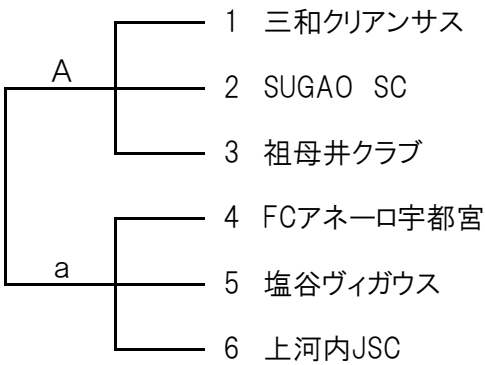 1 三和クリアンサス
A
2 SUGAO SC
3 祖母井クラブ
4 FCアネーロ宇都宮
a
5 塩谷ヴィガウス
6 上河内JSC